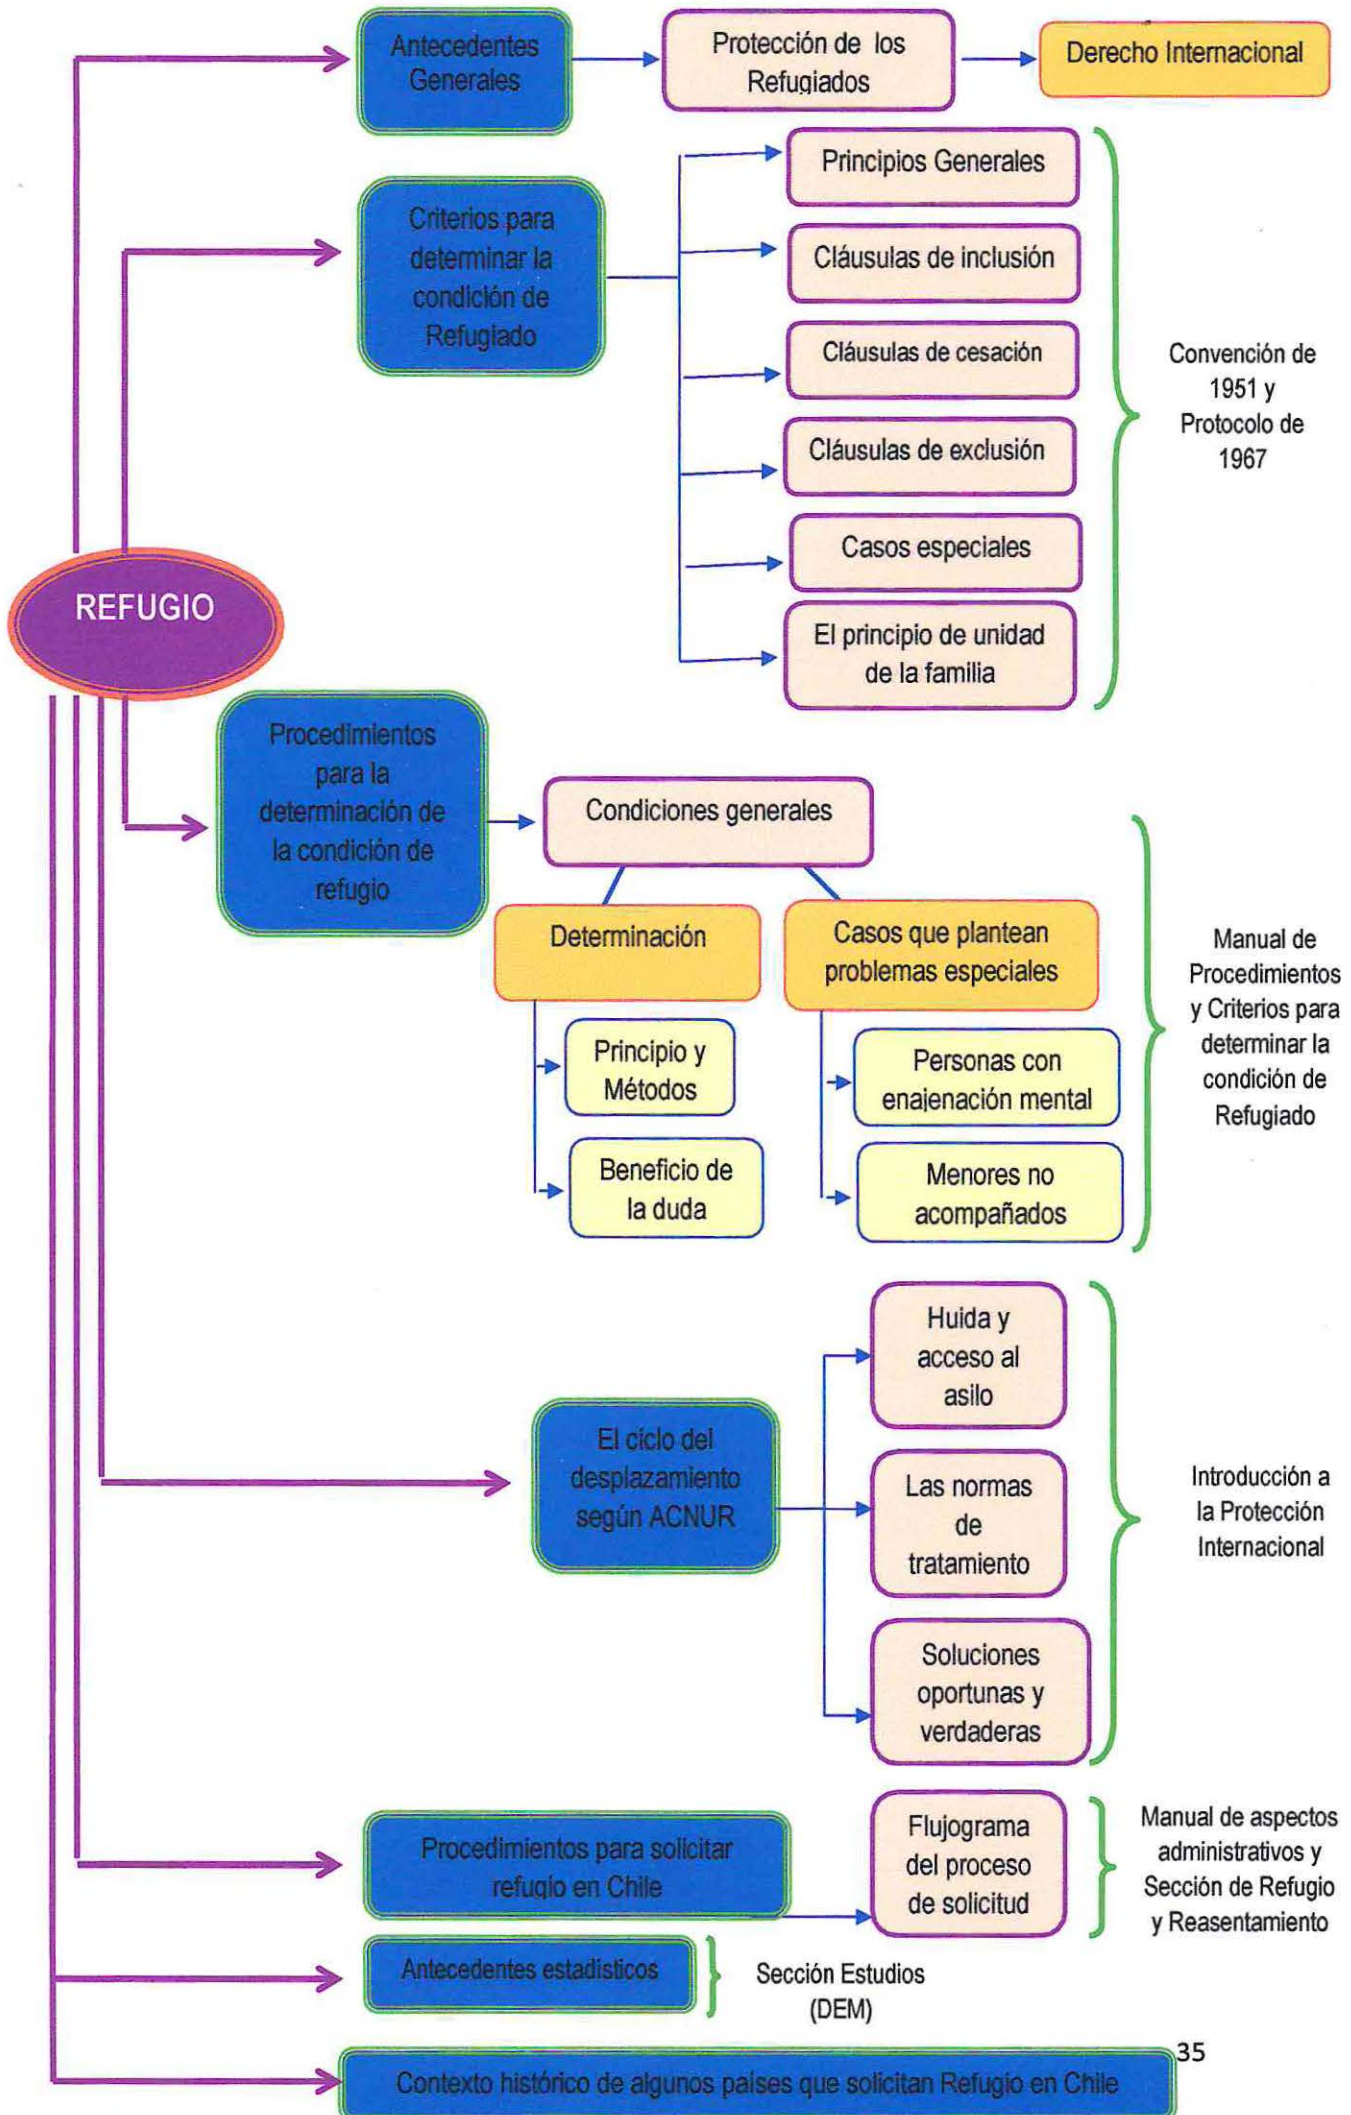 Antecedentes
Generales
Protección de los
Refugiados
Derecho Internacional
Criterios para
determinar la
condición de
Refugiado
Principios Generales
Cláusulas de inclusión
Cláusulas de cesación
Cláusulas de exclusión
Casos especiales
El principio de unidad
de la familia
Convención de
1951 y
Protocolo de
1967
REFUGIO
Procedimientos
para la
determinación de
la condición de
refugio
Condiciones generales
Determinación
Casos que plantean
problemas especiales
Principio y
Métodos
Beneficio de
la duda
Personas con
enajenación mental
Menores no
acompañados
Manual de
Procedimientos
y Criterios para
determinar la
condición de
Refugiado
El ciclo del
desplazamiento
según ACNUR
Huida y
acceso al
asilo
Las normas
de
tratamiento
Soluciones
oportunas y
verdaderas
Introducción a
la Protección
Internacional
Procedimientos para solicitar
refugio en Chile
Flujograma
del proceso
de solicitud
Manual de aspectos
administrativos y
Sección de Refugio
y Reasentamiento
Antecedentes estadísticos
Sección Estudios
(DEM)
Contexto histórico de algunos países que solicitan Refugio en Chile
35